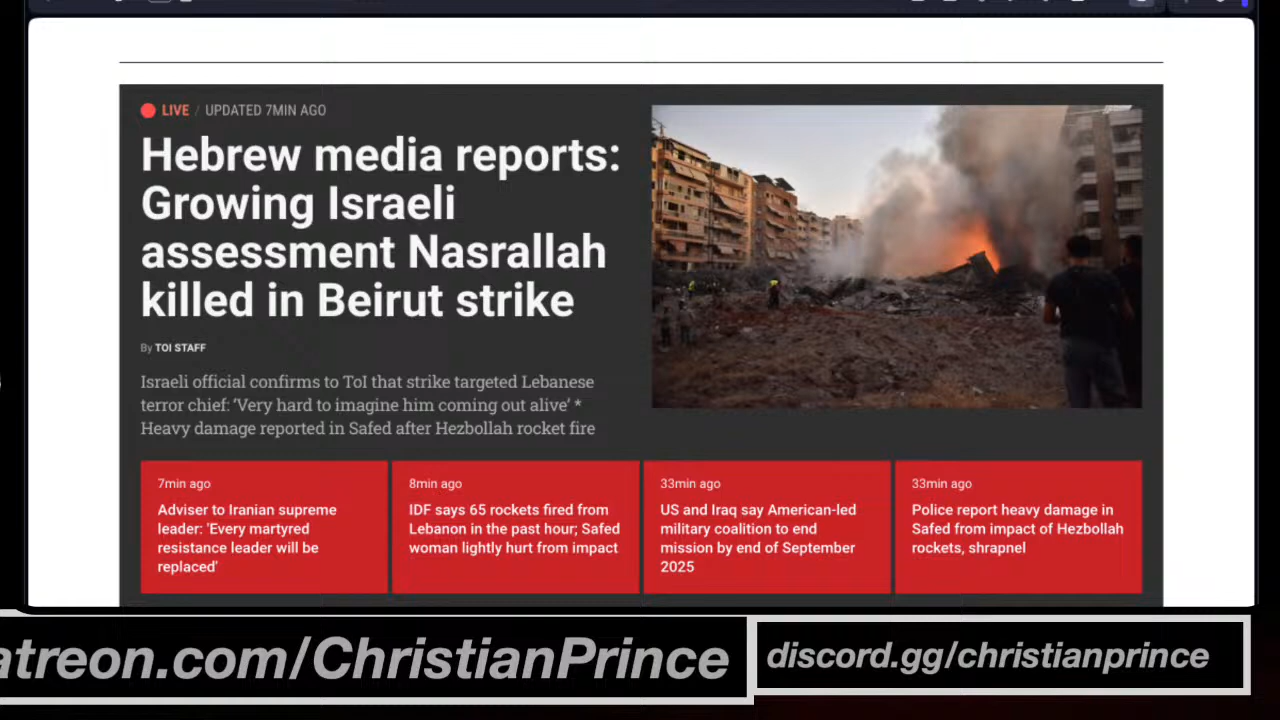 LIVE / UPDATED 7MIN AGO
Hebrew media reports:
Growing Israeli
assessment Nasrallah
killed in Beirut strike
By TOI STAFF
Israeli official confirms to ToI that strike targeted Lebanese
terror chief: ‘Very hard to imagine him coming out alive’ *
Heavy damage reported in Safed after Hezbollah rocket fire
7min ago
Adviser to Iranian supreme
leader: 'Every martyred
resistance leader will be
replaced'
8min ago
IDF says 65 rockets fired from
Lebanon in the past hour; Safed
woman lightly hurt from impact
33min ago
US and Iraq say American-led
military coalition to end
mission by end of September
2025
33min ago
Police report heavy damage in
Safed from impact of Hezbollah
rockets, shrapnel
atreon.com/ChristianPrince
discord.gg/christianprince